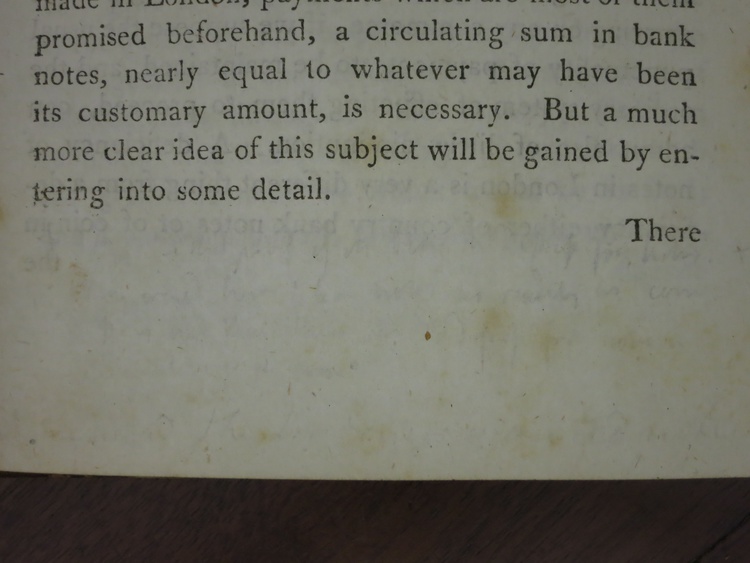 made in London, payments which are most of them
promised beforehand, a circulating sum in bank
notes, nearly equal to whatever may have been
its customary amount, is necessary. But a much
more clear idea of this subject will be gained by en-
tering into some detail.
There